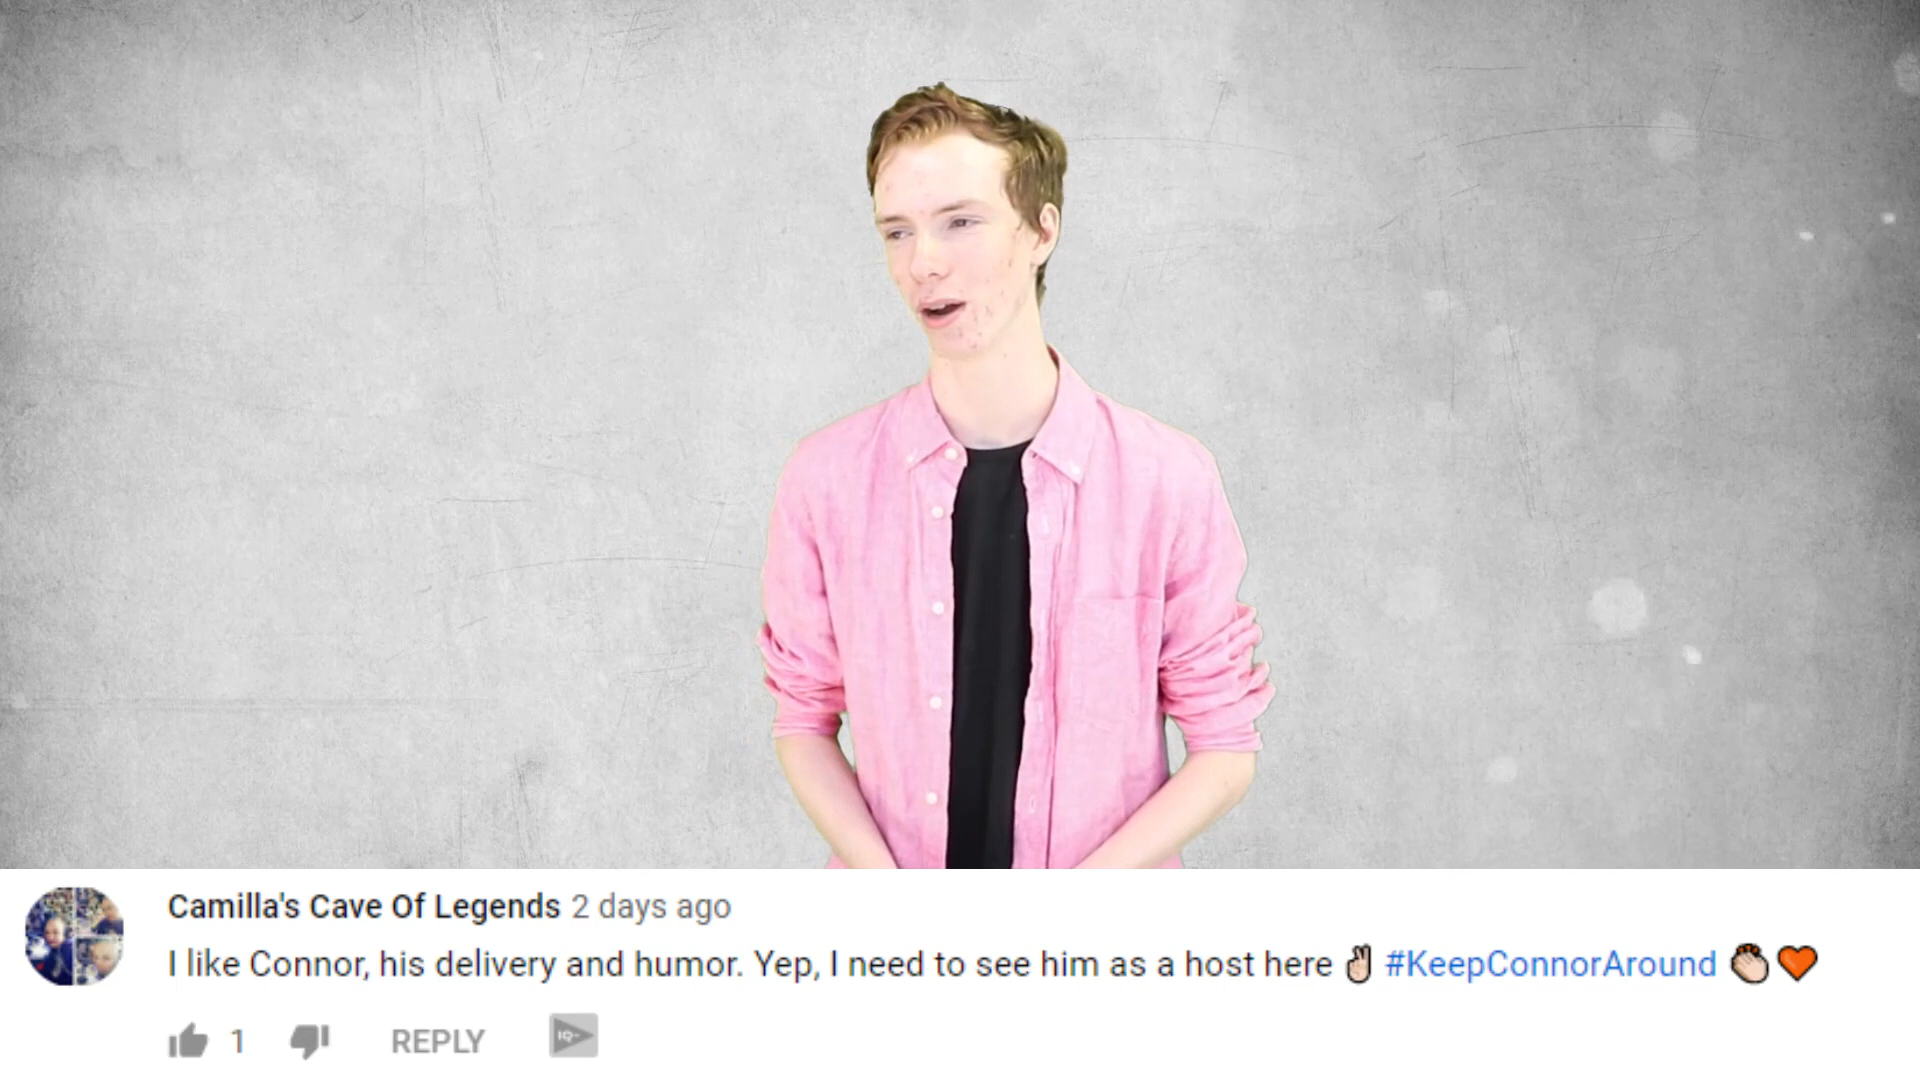 Camilla's Cave Of Legends 2 days ago
I like Connor, his delivery and humor. Yep, I need to see him as a host here ✌🏻 #KeepConnorAround 👏🏻❤️
1 REPLY IQ